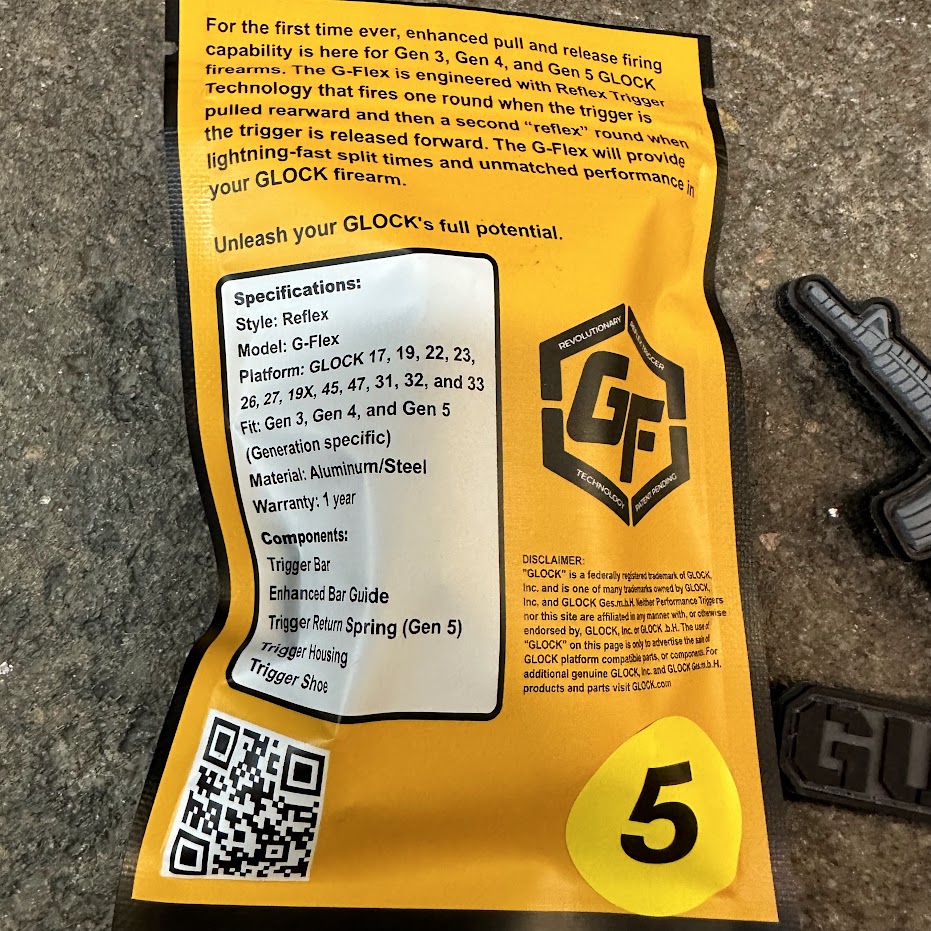 For the first time ever, enhanced pull and release firing
capability is here for Gen 3, Gen 4, and Gen 5 GLOCK
firearms. The G-Flex is engineered with Reflex Trigger
Technology that fires one round when the trigger is
pulled rearward and then a second “reflex” round when
the trigger is released forward. The G-Flex will provide
lightning-fast split times and unmatched performance in
your GLOCK firearm.
Unleash your GLOCK's full potential.
Specifications:
Style: Reflex
Model: G-Flex
Platform: GLOCK 17, 19, 22, 23,
26, 27, 19X, 45, 47, 31, 32, and 33
Fit: Gen 3, Gen 4, and Gen 5
(Generation specific)
Material: Aluminum/Steel
Warranty: 1 year
Components:
Trigger Bar
Enhanced Bar Guide
Trigger Return Spring (Gen 5)
Trigger Housing
Trigger Shoe
REVOLUTIONARY
REFLEX TRIGGER
GF
TECHNOLOGY
PATENT PENDING
DISCLAIMER:
"GLOCK" is a federally registered trademark of GLOCK,
Inc. and is one of many trademarks owned by GLOCK,
Inc. and GLOCK Ges.m.b.H. Neither Performance Triggers
nor this site are affiliated in any manner with, or otherwise
endorsed by, GLOCK, Inc. or GLOCK .b.H. The use of
"GLOCK" on this page is only to advertise the sale of
GLOCK platform compatible parts, or components. For
additional genuine GLOCK, Inc. and GLOCK Ges.m.b.H.
products and parts visit GLOCK.com
5